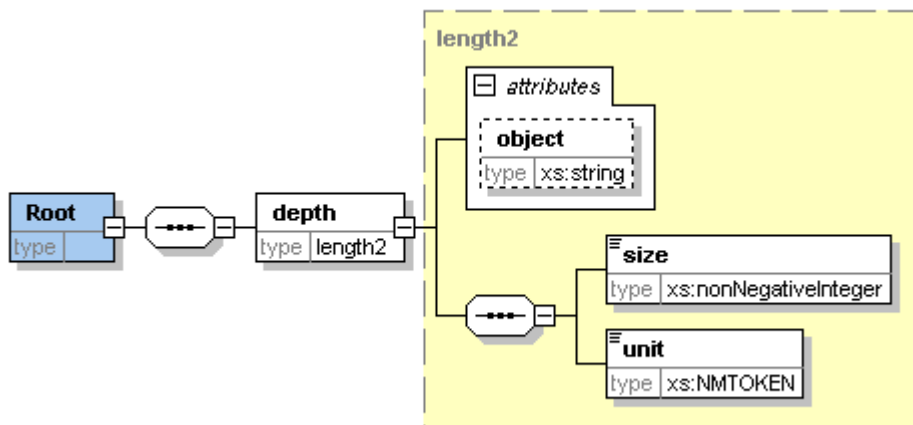 length2
attributes
object
type xs:string
Root
type
depth
type length2
size
type xs:nonNegativeInteger
unit
type xs:NMTOKEN